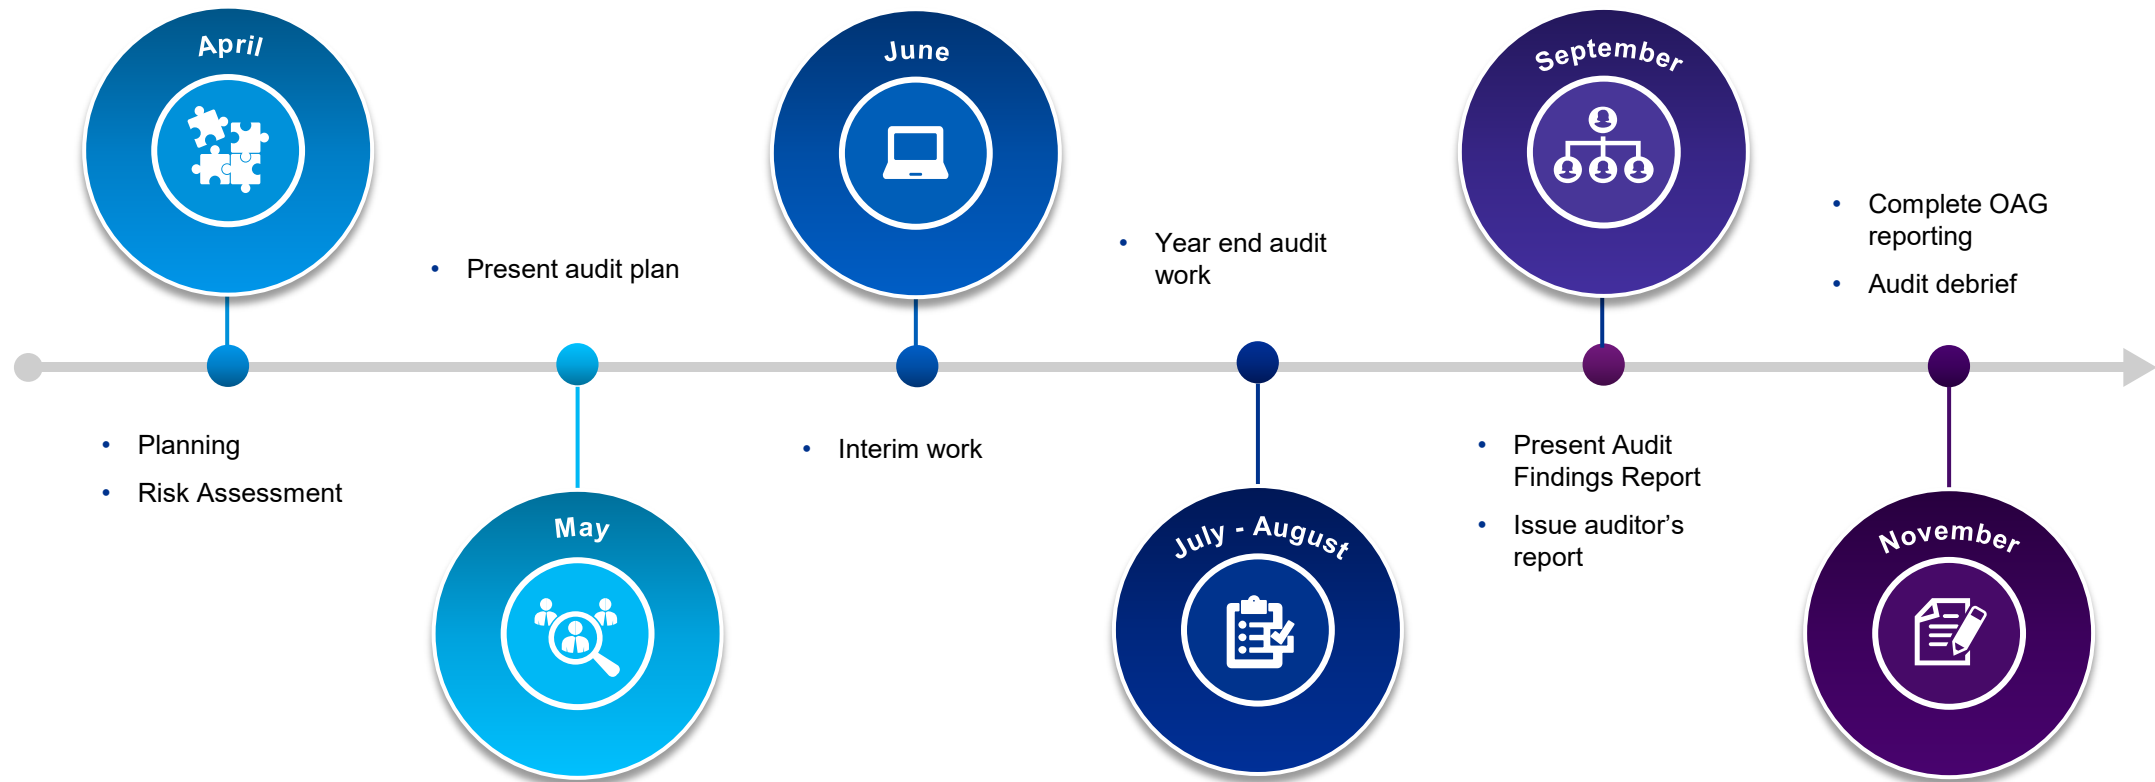 April
• Planning
• Risk Assessment
• Present audit plan
May
June
• Interim work
• Year end audit
work
July - August
September
• Present Audit
Findings Report
• Issue auditor’s
report
• Complete OAG
reporting
• Audit debrief
November